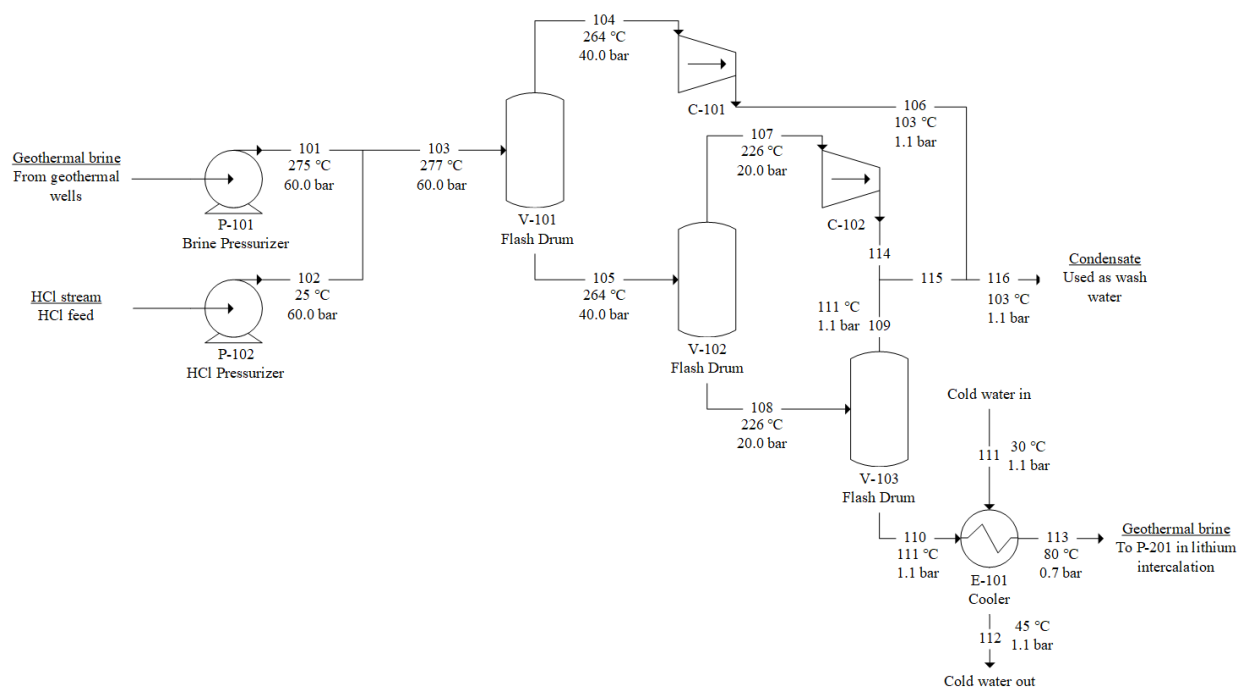 104
264 °C
40.0 bar
C-101
106
103 °C
1.1 bar
107
226 °C
20.0 bar
C-102
Geothermal brine
From geothermal
wells
101
275 °C
60.0 bar
103
277 °C
60.0 bar
P-101
Brine Pressurizer
V-101
Flash Drum
HCl stream
HCl feed
102
25 °C
60.0 bar
P-102
HCl Pressurizer
105
264 °C
40.0 bar
114
115
116
103 °C
1.1 bar
Condensate
Used as wash
water
111 °C
1.1 bar
109
V-102
Flash Drum
108
226 °C
20.0 bar
Cold water in
111
30 °C
1.1 bar
V-103
Flash Drum
110
111 °C
1.1 bar
113
80 °C
0.7 bar
Geothermal brine
To P-201 in lithium
intercalation
E-101
Cooler
112
45 °C
1.1 bar
Cold water out